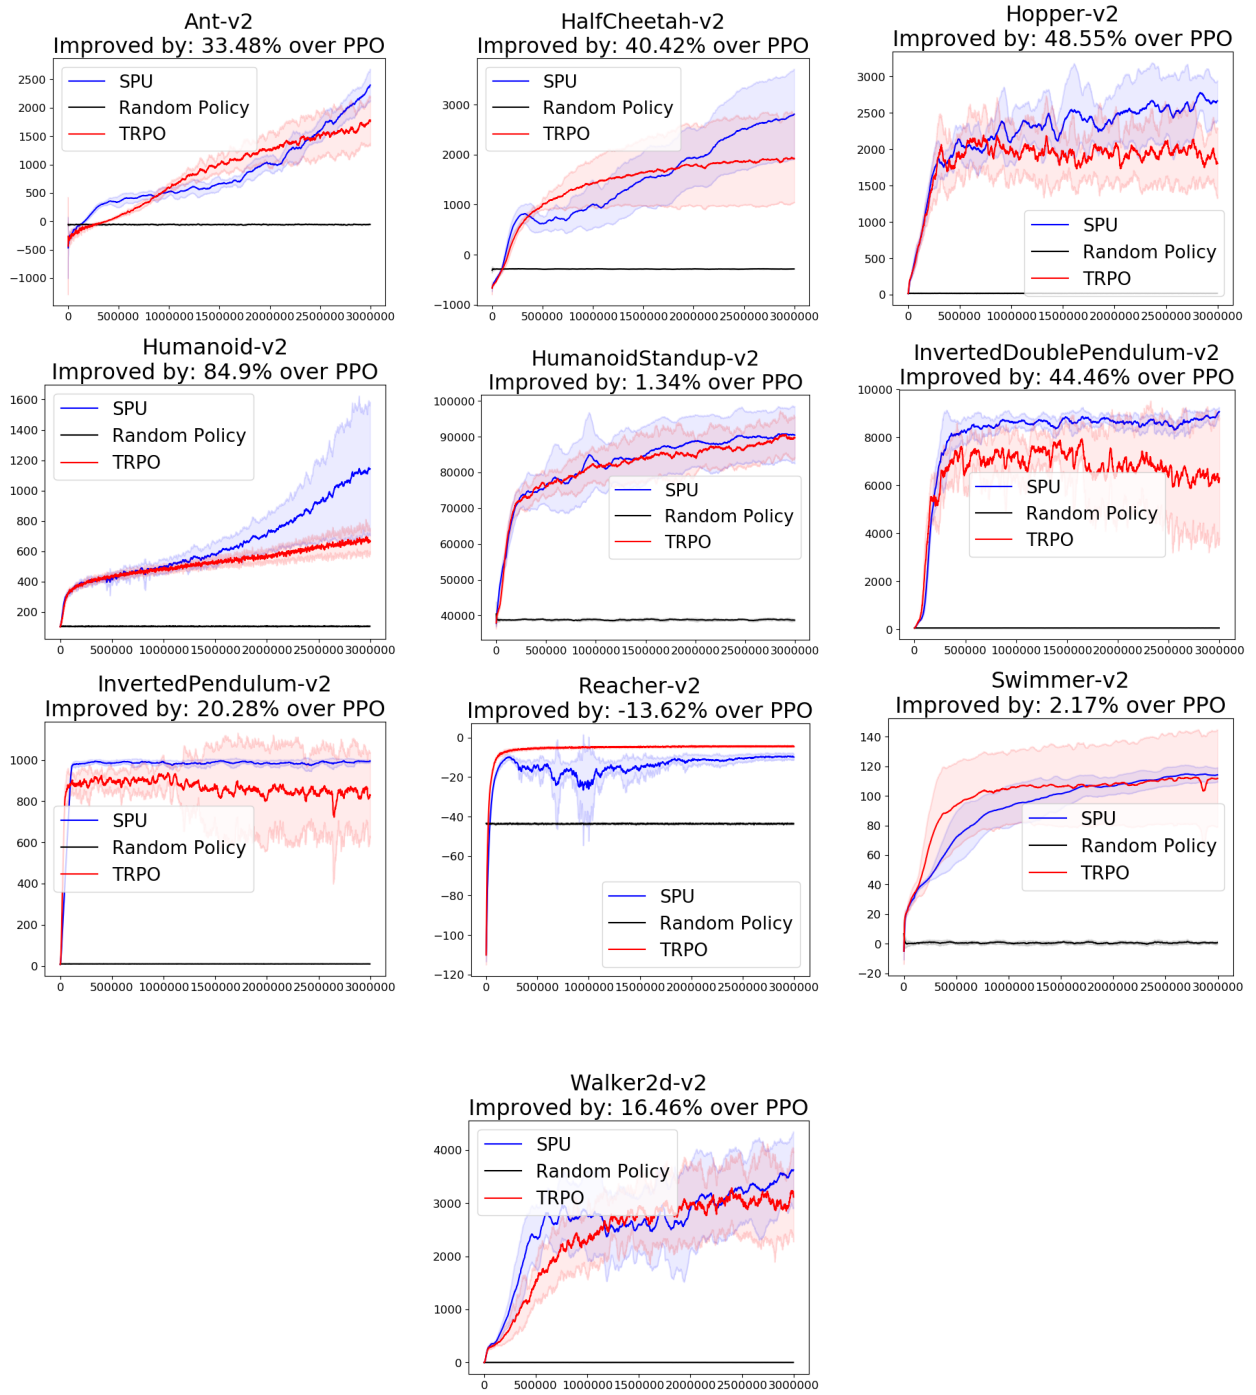 Ant-v2
Improved by: 33.48% over PPO
SPU
Random Policy
TRPO
2500
2000
1500
1000
500
0
−500
−1000
0 500000 1000000 1500000 2000000 2500000 3000000
HalfCheetah-v2
Improved by: 40.42% over PPO
SPU
Random Policy
TRPO
3000
2000
1000
0
−1000
0 500000 1000000 1500000 2000000 2500000 3000000
Hopper-v2
Improved by: 48.55% over PPO
3000
2500
2000
1500
1000
500
0
SPU
Random Policy
TRPO
0 500000 1000000 1500000 2000000 2500000 3000000
Humanoid-v2
Improved by: 84.9% over PPO
SPU
Random Policy
TRPO
1600
1400
1200
1000
800
600
400
200
0 500000 1000000 1500000 2000000 2500000 3000000
HumanoidStandup-v2
Improved by: 1.34% over PPO
100000
90000
80000
70000
60000
50000
40000
SPU
Random Policy
TRPO
0 500000 1000000 1500000 2000000 2500000 3000000
InvertedDoublePendulum-v2
Improved by: 44.46% over PPO
10000
8000
6000
4000
2000
0
SPU
Random Policy
TRPO
0 500000 1000000 1500000 2000000 2500000 3000000
InvertedPendulum-v2
Improved by: 20.28% over PPO
1000
800
600
400
200
0
SPU
Random Policy
TRPO
0 500000 1000000 1500000 2000000 2500000 3000000
Reacher-v2
Improved by: -13.62% over PPO
0
−20
−40
−60
−80
−100
−120
SPU
Random Policy
TRPO
0 500000 1000000 1500000 2000000 2500000 3000000
Swimmer-v2
Improved by: 2.17% over PPO
140
120
100
80
60
40
20
0
−20
SPU
Random Policy
TRPO
0 500000 1000000 1500000 2000000 2500000 3000000
Walker2d-v2
Improved by: 16.46% over PPO
SPU
Random Policy
TRPO
4000
3000
2000
1000
0
0 500000 1000000 1500000 2000000 2500000 3000000